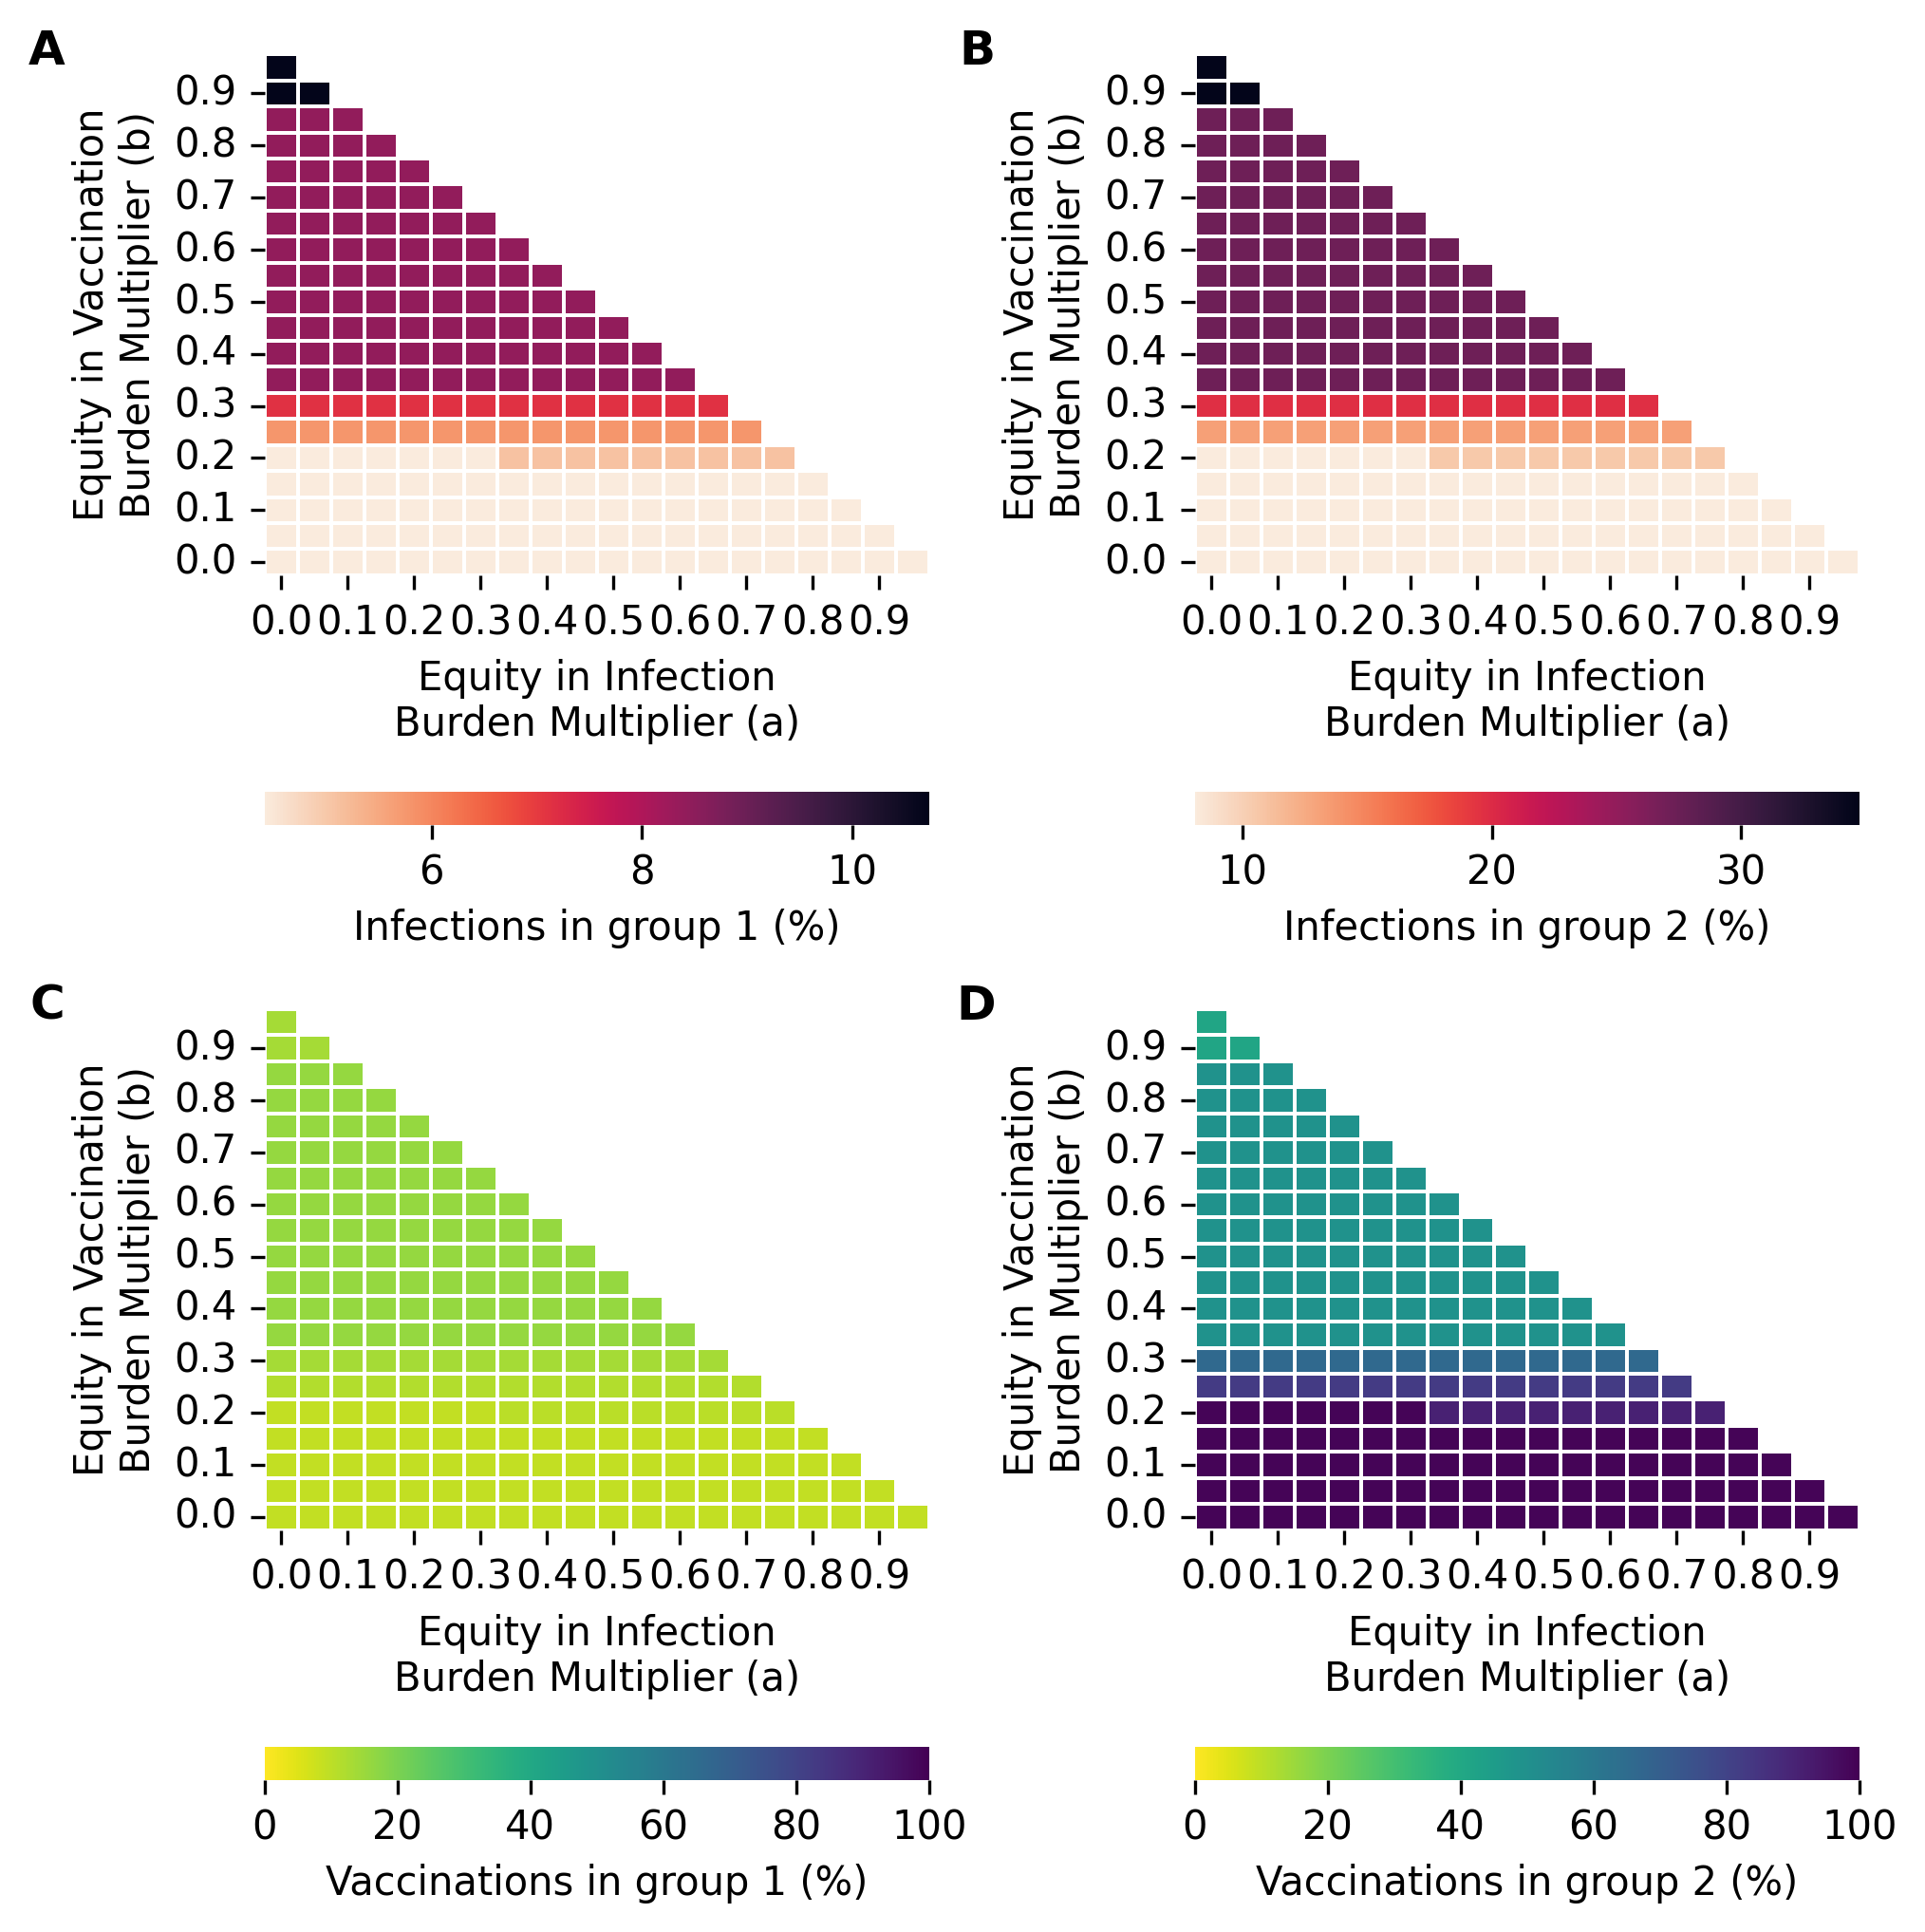 A
Equity in Vaccination
Burden Multiplier (b)
0.9
0.8
0.7
0.6
0.5
0.4
0.3
0.2
0.1
0.0
0.0 0.1 0.2 0.3 0.4 0.5 0.6 0.7 0.8 0.9
Equity in Infection
Burden Multiplier (a)
6 8 10
Infections in group 1 (%)
B
Equity in Vaccination
Burden Multiplier (b)
0.9
0.8
0.7
0.6
0.5
0.4
0.3
0.2
0.1
0.0
0.0 0.1 0.2 0.3 0.4 0.5 0.6 0.7 0.8 0.9
Equity in Infection
Burden Multiplier (a)
10 20 30
Infections in group 2 (%)
C
Equity in Vaccination
Burden Multiplier (b)
0.9
0.8
0.7
0.6
0.5
0.4
0.3
0.2
0.1
0.0
0.0 0.1 0.2 0.3 0.4 0.5 0.6 0.7 0.8 0.9
Equity in Infection
Burden Multiplier (a)
0 20 40 60 80 100
Vaccinations in group 1 (%)
D
Equity in Vaccination
Burden Multiplier (b)
0.9
0.8
0.7
0.6
0.5
0.4
0.3
0.2
0.1
0.0
0.0 0.1 0.2 0.3 0.4 0.5 0.6 0.7 0.8 0.9
Equity in Infection
Burden Multiplier (a)
0 20 40 60 80 100
Vaccinations in group 2 (%)